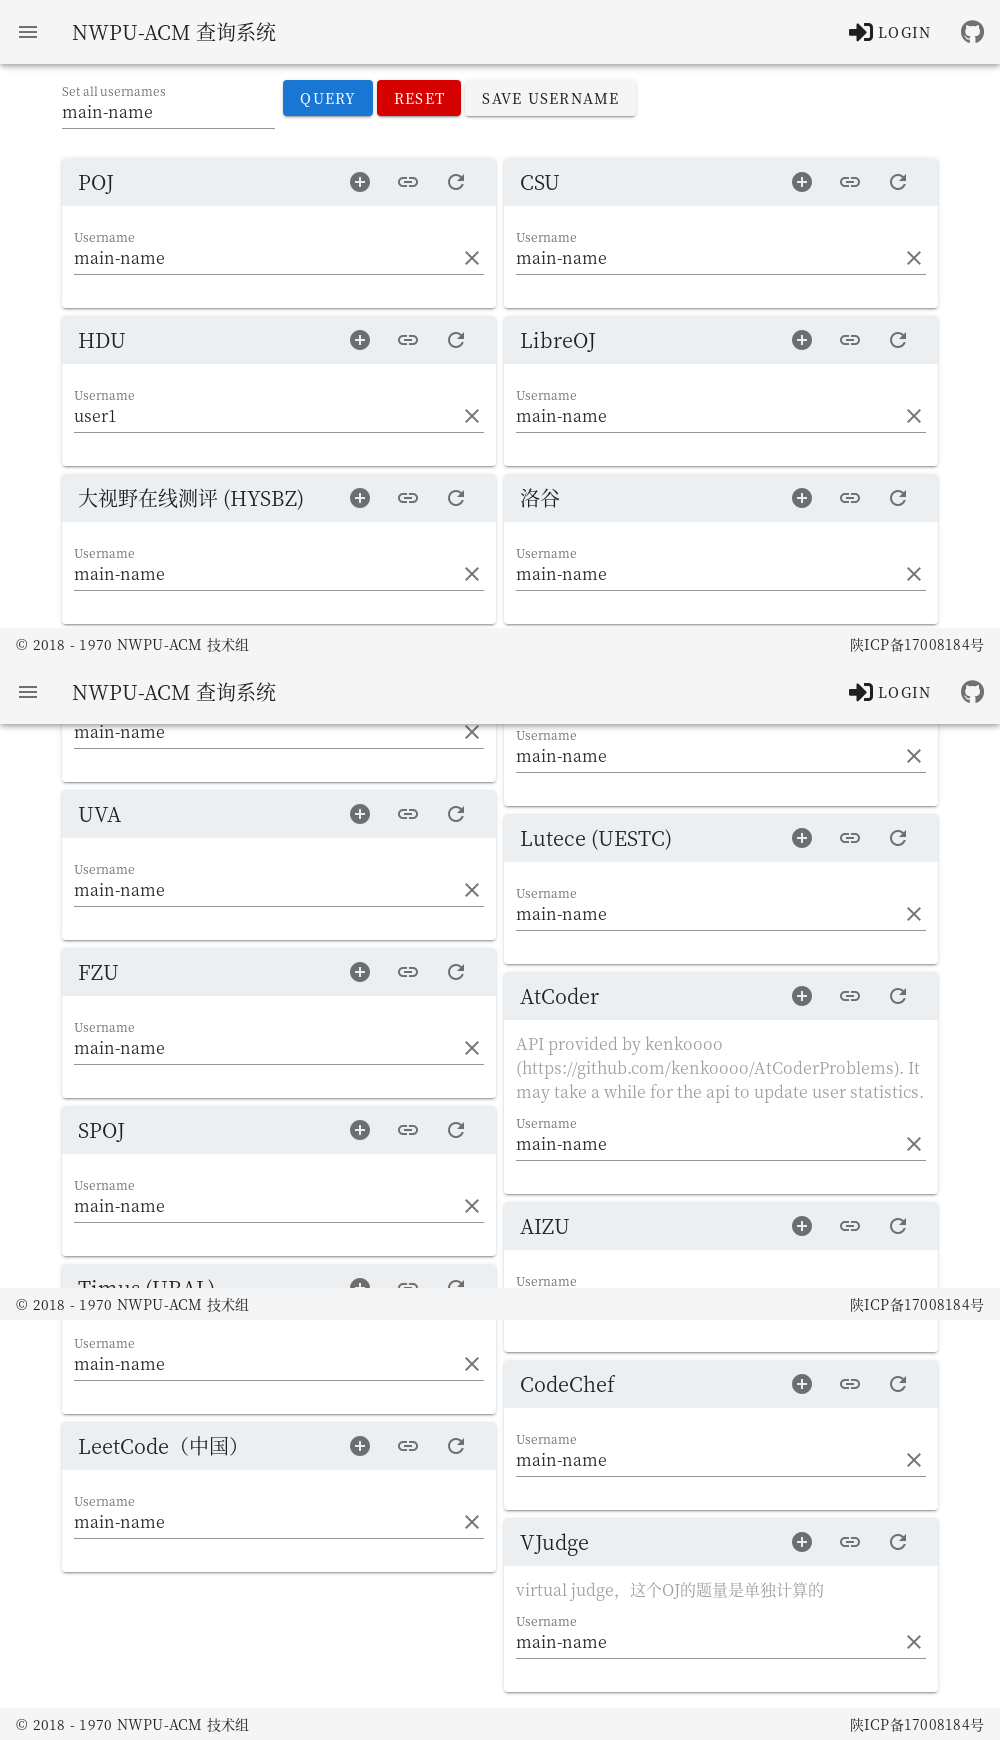 NWPU-ACM 查询系统
LOGIN
Set all usernames
main-name
QUERY
RESET
SAVE USERNAME
POJ
Username
main-name
CSU
Username
main-name
HDU
Username
user1
LibreOJ
Username
main-name
大视野在线测评 (HYSBZ)
Username
main-name
洛谷
Username
main-name
© 2018 - 1970 NWPU-ACM 技术组
陕ICP备17008184号
NWPU-ACM 查询系统
LOGIN
main-name
Username
main-name
UVA
Username
main-name
Lutece (UESTC)
Username
main-name
FZU
Username
main-name
AtCoder
API provided by kenkoooo
(https://github.com/kenkoooo/AtCoderProblems). It
may take a while for the api to update user statistics.
Username
main-name
SPOJ
Username
main-name
AIZU
Username
Timus (URAL)
© 2018 - 1970 NWPU-ACM 技术组
陕ICP备17008184号
Username
main-name
CodeChef
Username
main-name
LeetCode（中国）
Username
main-name
VJudge
virtual judge，这个OJ的题量是单独计算的
Username
main-name
© 2018 - 1970 NWPU-ACM 技术组
陕ICP备17008184号